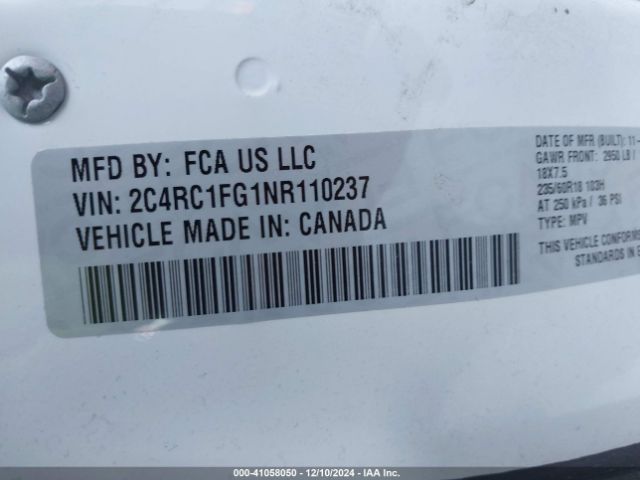 MFD BY: FCA US LLC
VIN: 2C4RC1FG1NR110237
VEHICLE MADE IN: CANADA
DATE OF MFR (BUILT): 11-
GAWR FRONT: 2950 LB /
18X7.5
235/60R18 103H
AT 250 kPa / 36 PSI
TYPE: MPV
THIS VEHICLE CONFORMS
STANDARDS IN E
000-41058050 - 12/10/2024 - IAA Inc.